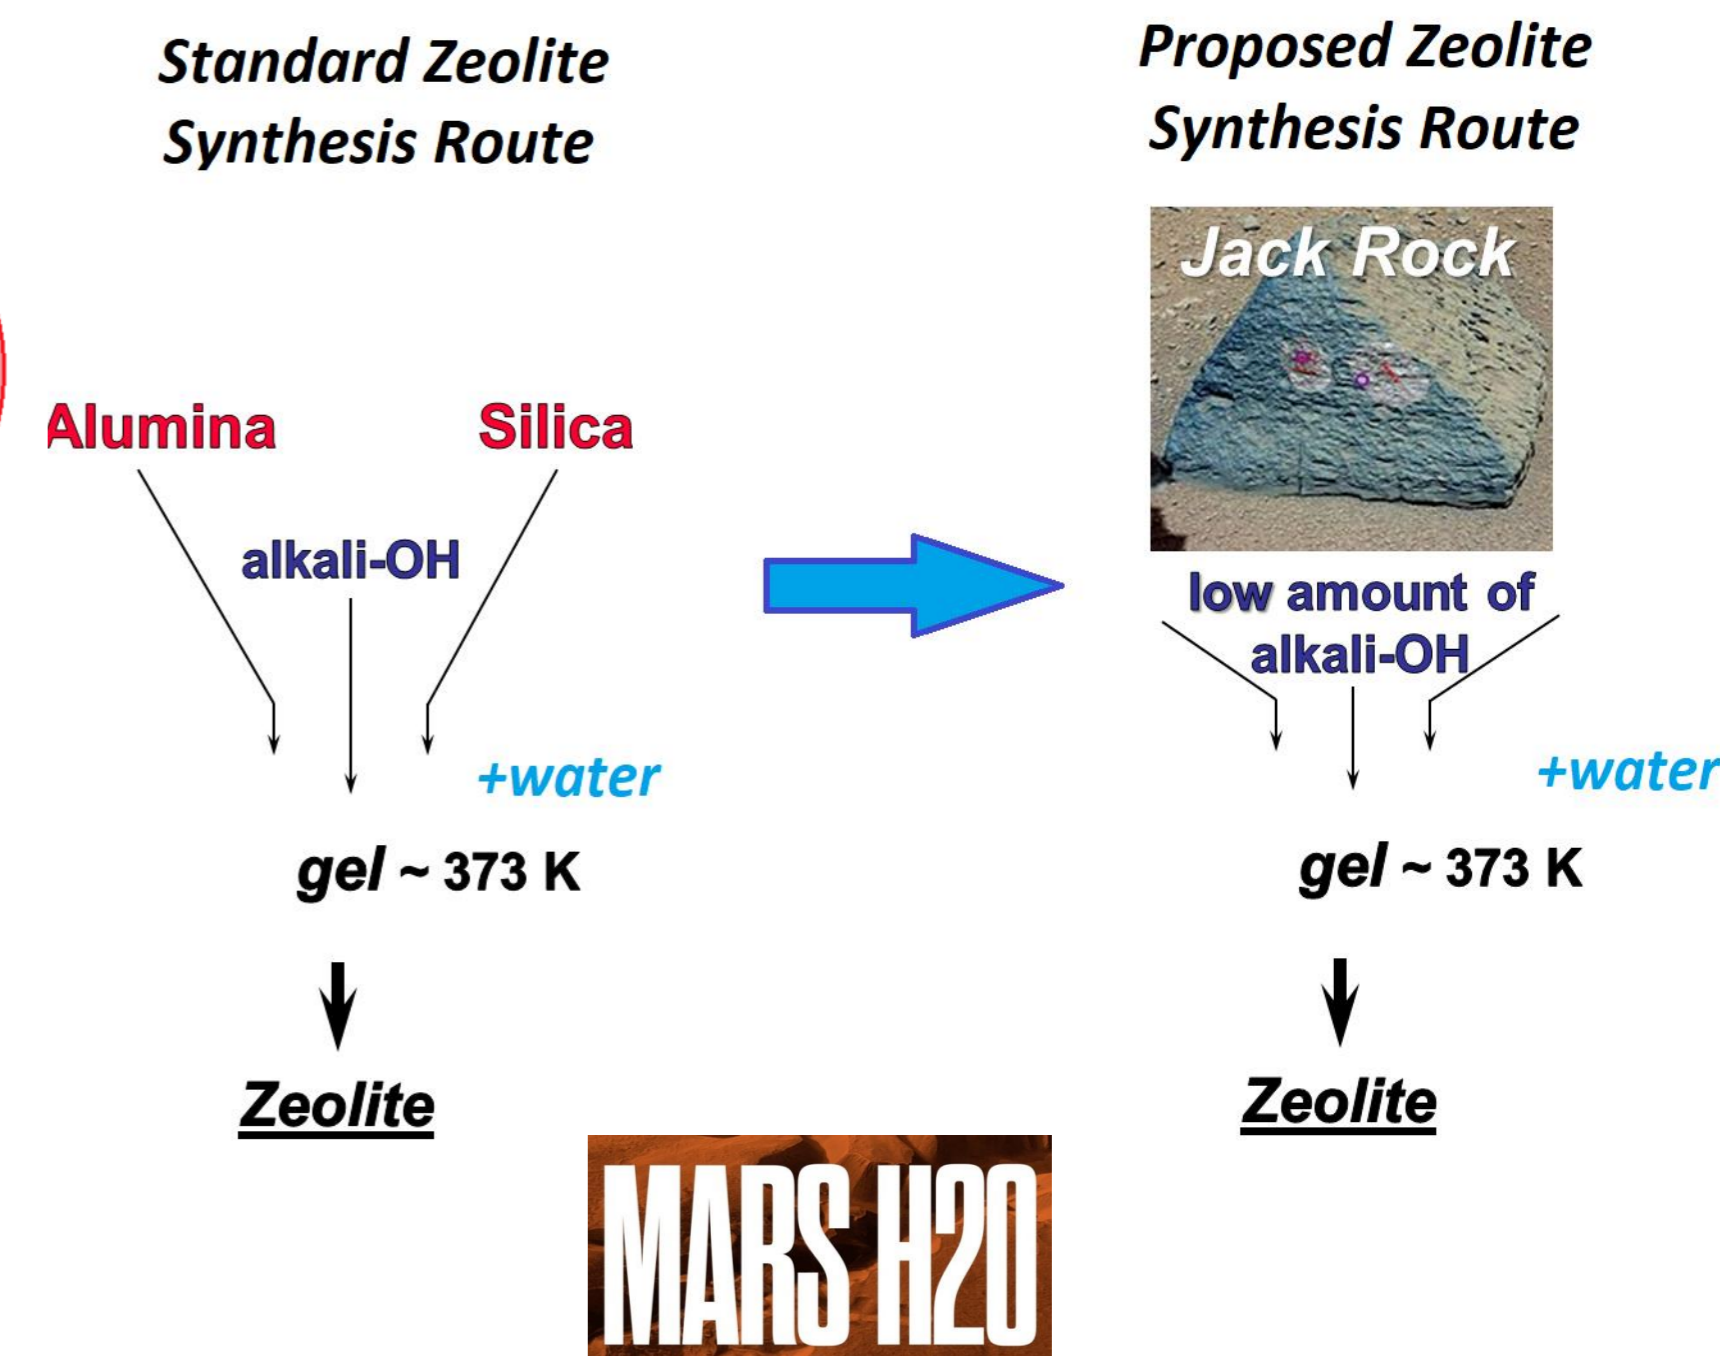 Standard Zeolite
Synthesis Route
Alumina
Silica
alkali-OH
+water
gel ~ 373 K
Zeolite
Proposed Zeolite
Synthesis Route
Jack Rock
low amount of
alkali-OH
+water
gel ~ 373 K
Zeolite
MARS H20